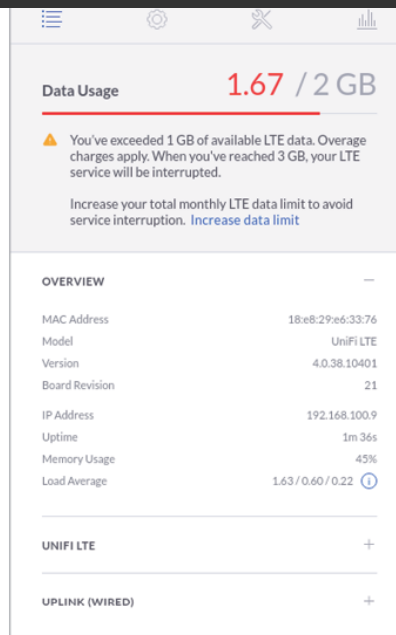 Data Usage 1.67 / 2 GB
You've exceeded 1 GB of available LTE data. Overage
charges apply. When you've reached 3 GB, your LTE
service will be interrupted.
Increase your total monthly LTE data limit to avoid
service interruption. Increase data limit
OVERVIEW
MAC Address 18:e8:29:e6:33:76
Model UniFi LTE
Version 4.0.38.10401
Board Revision 21
IP Address 192.168.100.9
Uptime 1m 36s
Memory Usage 45%
Load Average 1.63 / 0.60 / 0.22
UNIFI LTE
UPLINK (WIRED)